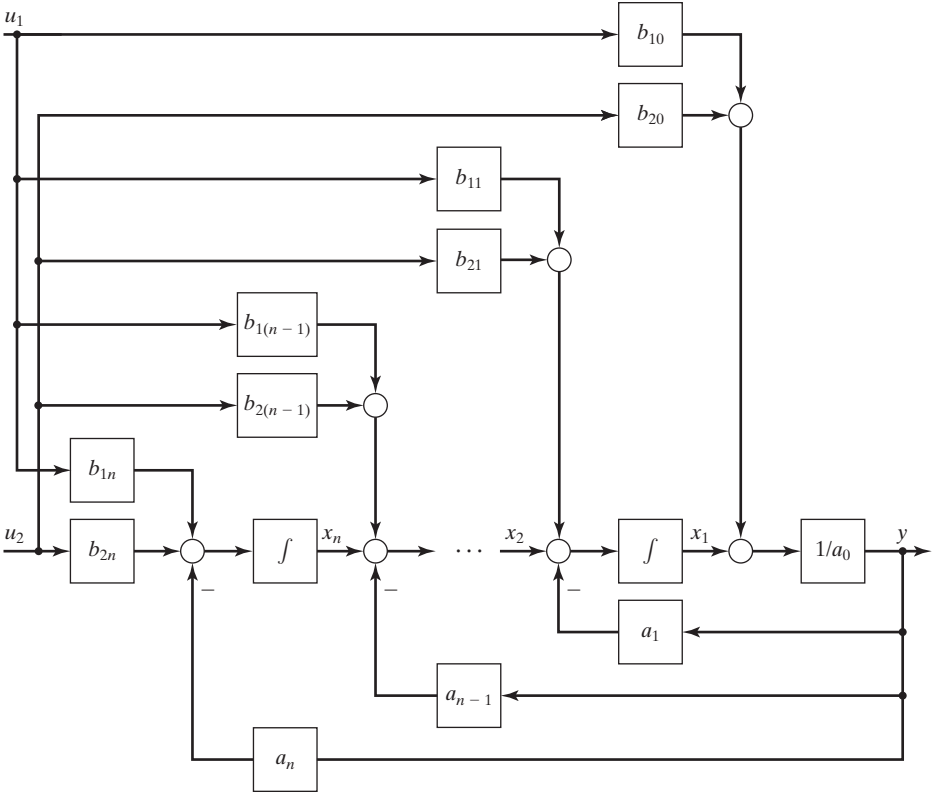 u₁
b₁₀
b₂₀
b₁₁
b₂₁
b₁₍ₙ ₋ ₁₎
b₂₍ₙ₋₁₎
b₁ₙ
u₂ b₂ₙ ∫ xₙ ⋯ x₂ ∫ x₁ 1/a₀ y
− − −
a₁
aₙ ₋ ₁
aₙ